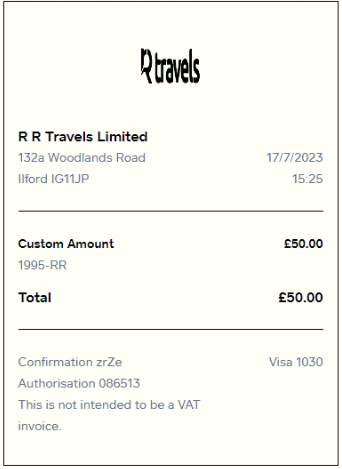 R travels
R R Travels Limited
132a Woodlands Road 17/7/2023
Ilford IG11JP 15:25
Custom Amount £50.00
1995-RR
Total £50.00
Confirmation zrZe Visa 1030
Authorisation 086513
This is not intended to be a VAT
invoice.